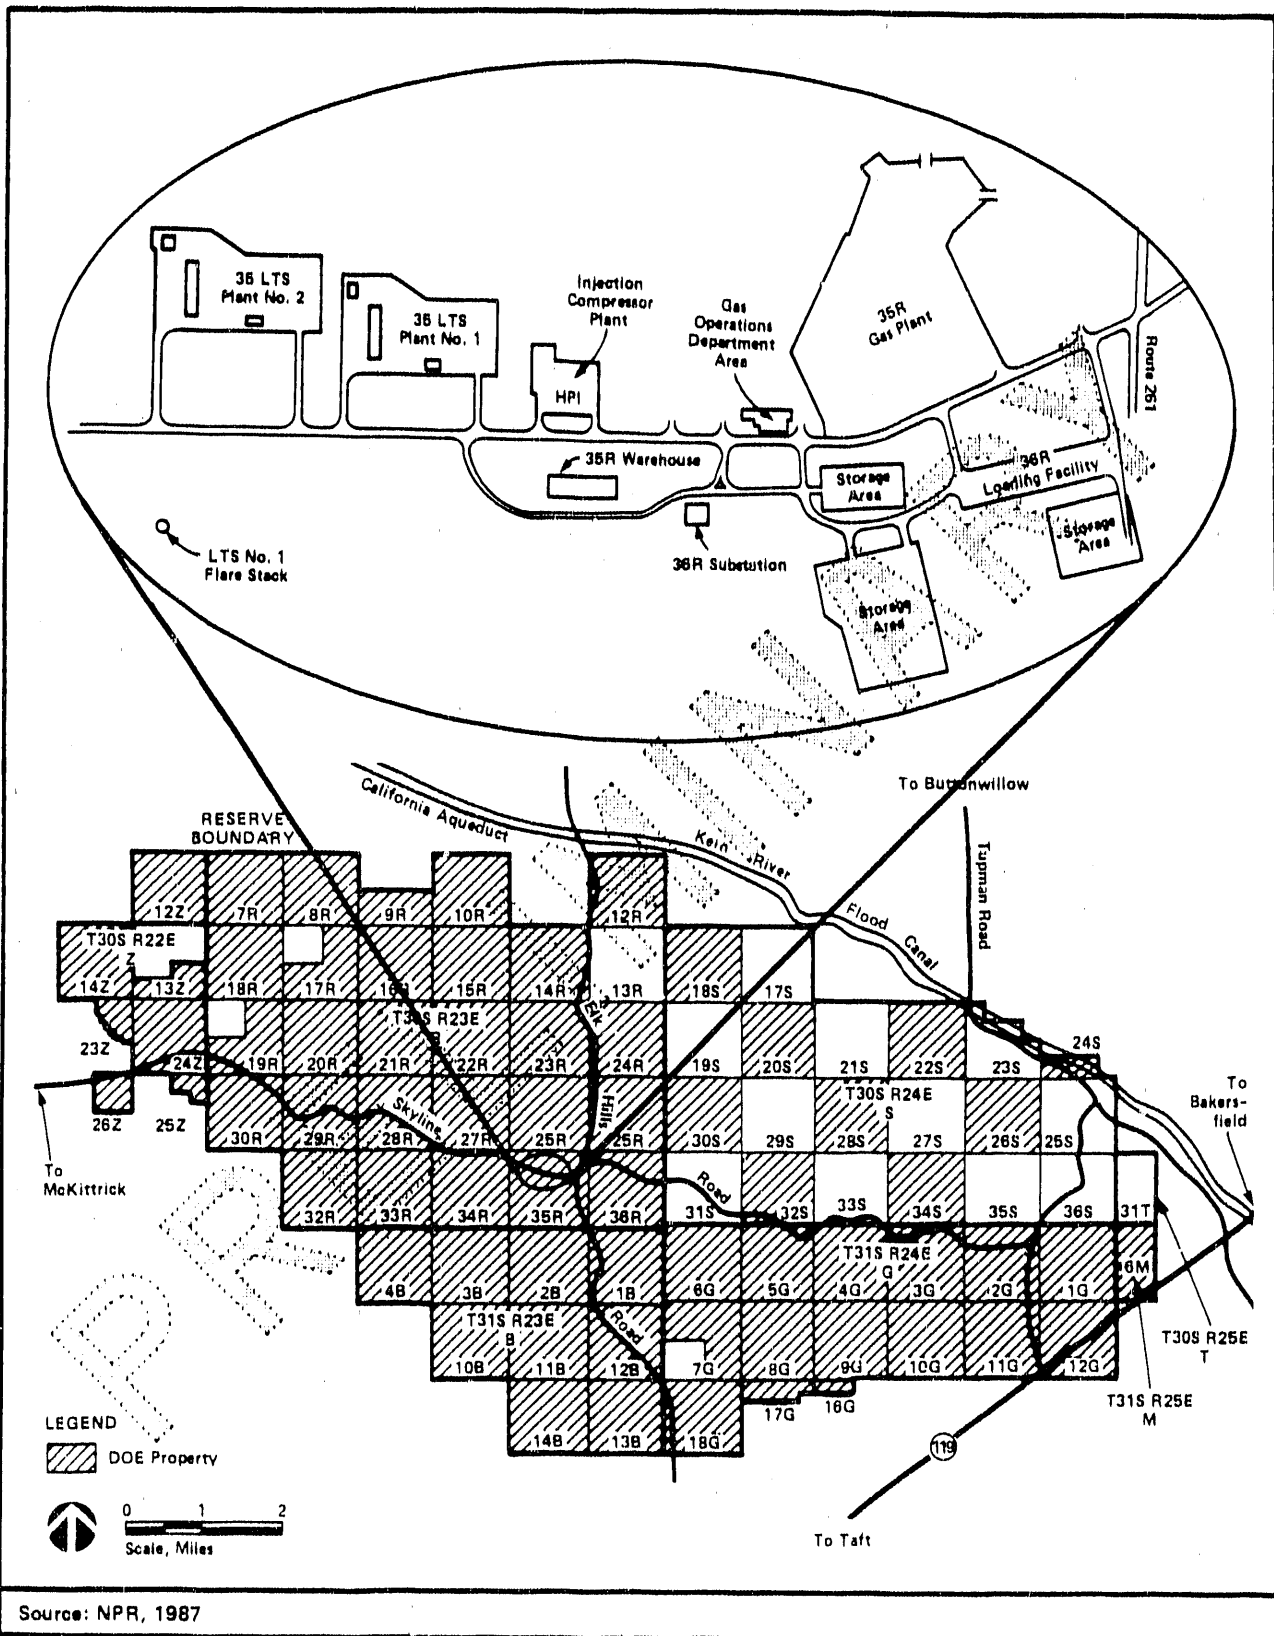 35 LTS
Plant No. 2
35 LTS
Plant No. 1
Injection
Compressor
Plant
HPI
Gas
Operations
Department
Area
35R
Gas Plant
Route 261
35R Warehouse
Storage
Area
36R
Loading Facility
Storage
Area
LTS No. 1
Flare Stack
36R Substation
Storage
Area
To Buttonwillow
California Aqueduct
Kern River
Flood Canal
Tupman Road
RESERVE
BOUNDARY
12Z 7R 8R 9R 10R 12R
T30S R22E
Z
14Z 13Z 18R 17R 16R 15R 14R 13R 18S 17S
T30S R23E
R
Elk
23Z 24Z 19R 20R 21R 22R 23R 24R 19S 20S 21S 22S 23S 24S
T30S R24E
S
Hills
Skyline
26Z 25Z 30R 29R 28R 27R 25R 25R 30S 29S 28S 27S 26S 25S
To
Bakers-
field
To
McKittrick
Road
32R 33R 34R 35R 36R 31S 32S 33S 34S 35S 36S 31T
T31S R24E
G
4B 3B 2B 1B 6G 5G 4G 3G 2G 1G 6M
T31S R23E
B
Road
10B 11B 12B 7G 8G 9G 10G 11G 12G
T30S R25E
T
T31S R25E
M
14B 13B 18G 17G 16G
LEGEND
DOE Property
0 1 2
Scale, Miles
119
To Taft
Source: NPR, 1987